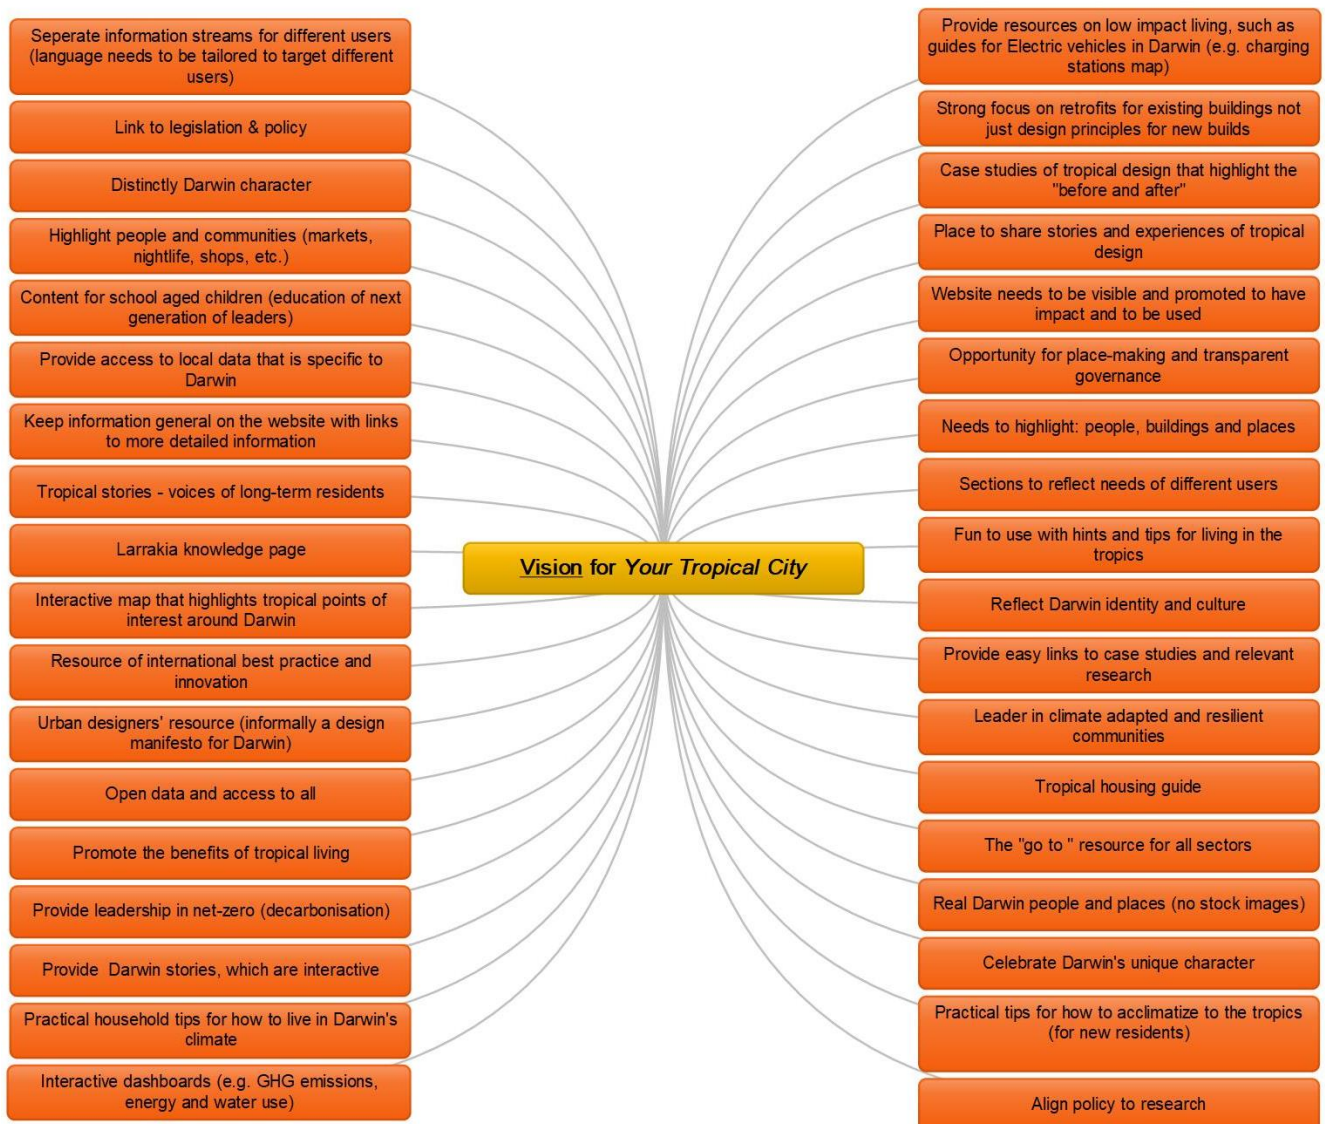 Seperate information streams for different users
(language needs to be tailored to target different
users)
Link to legislation & policy
Distinctly Darwin character
Highlight people and communities (markets,
nightlife, shops, etc.)
Content for school aged children (education of next
generation of leaders)
Provide access to local data that is specific to
Darwin
Keep information general on the website with links
to more detailed information
Tropical stories - voices of long-term residents
Larrakia knowledge page
Interactive map that highlights tropical points of
interest around Darwin
Resource of international best practice and
innovation
Urban designers' resource (informally a design
manifesto for Darwin)
Open data and access to all
Promote the benefits of tropical living
Provide leadership in net-zero (decarbonisation)
Provide  Darwin stories, which are interactive
Practical household tips for how to live in Darwin's
climate
Interactive dashboards (e.g. GHG emissions,
energy and water use)
Vision for Your Tropical City
Provide resources on low impact living, such as
guides for Electric vehicles in Darwin (e.g. charging
stations map)
Strong focus on retrofits for existing buildings not
just design principles for new builds
Case studies of tropical design that highlight the
"before and after"
Place to share stories and experiences of tropical
design
Website needs to be visible and promoted to have
impact and to be used
Opportunity for place-making and transparent
governance
Needs to highlight: people, buildings and places
Sections to reflect needs of different users
Fun to use with hints and tips for living in the
tropics
Reflect Darwin identity and culture
Provide easy links to case studies and relevant
research
Leader in climate adapted and resilient
communities
Tropical housing guide
The "go to " resource for all sectors
Real Darwin people and places (no stock images)
Celebrate Darwin's unique character
Practical tips for how to acclimatize to the tropics
(for new residents)
Align policy to research